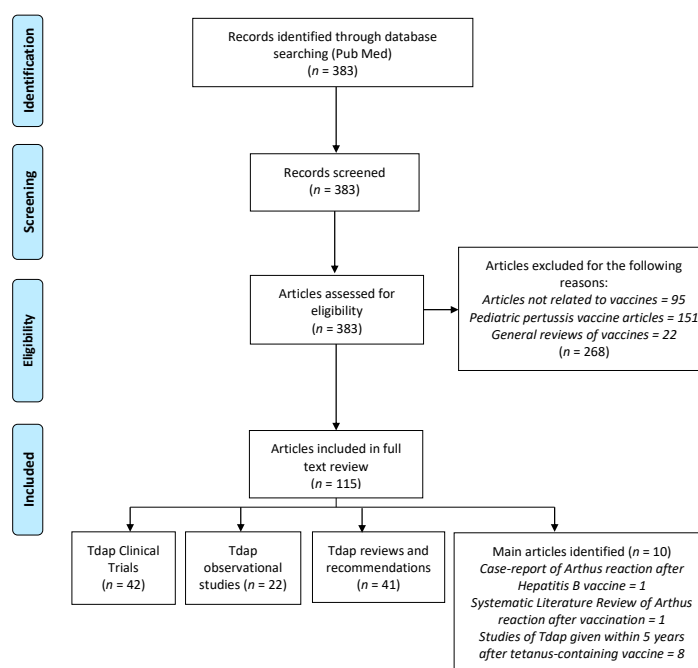 Identification
Records identified through database
searching (Pub Med)
(n = 383)
Screening
Records screened
(n = 383)
Eligibility
Articles assessed for
eligibility
(n = 383)
Articles excluded for the following
reasons:
Articles not related to vaccines = 95
Pediatric pertussis vaccine articles = 151
General reviews of vaccines = 22
(n = 268)
Included
Articles included in full
text review
(n = 115)
Tdap Clinical
Trials
(n = 42)
Tdap
observational
studies (n = 22)
Tdap reviews and
recommendations
(n = 41)
Main articles identified (n = 10)
Case-report of Arthus reaction after
Hepatitis B vaccine = 1
Systematic Literature Review of Arthus
reaction after vaccination = 1
Studies of Tdap given within 5 years
after tetanus-containing vaccine = 8